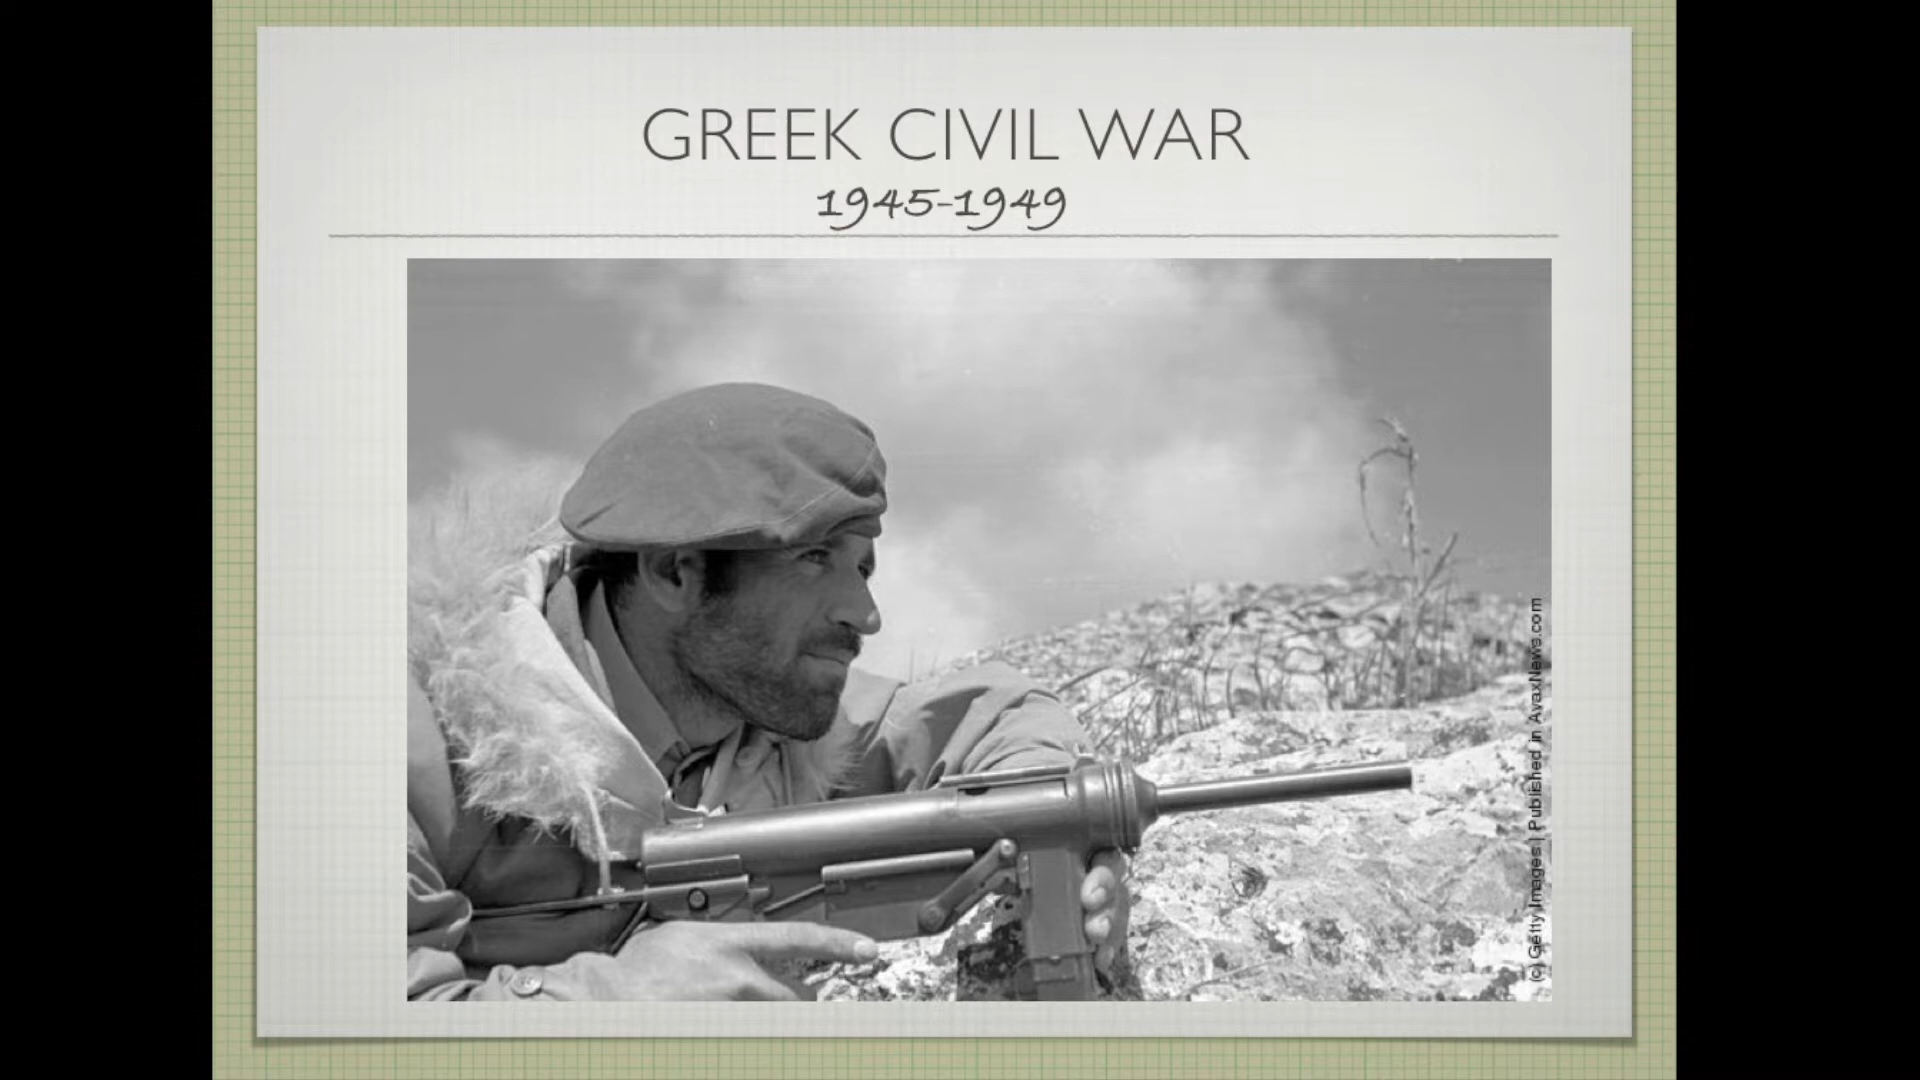 GREEK CIVIL WAR
1945-1949
(c) Getty Images | Published in AvaxNews.com